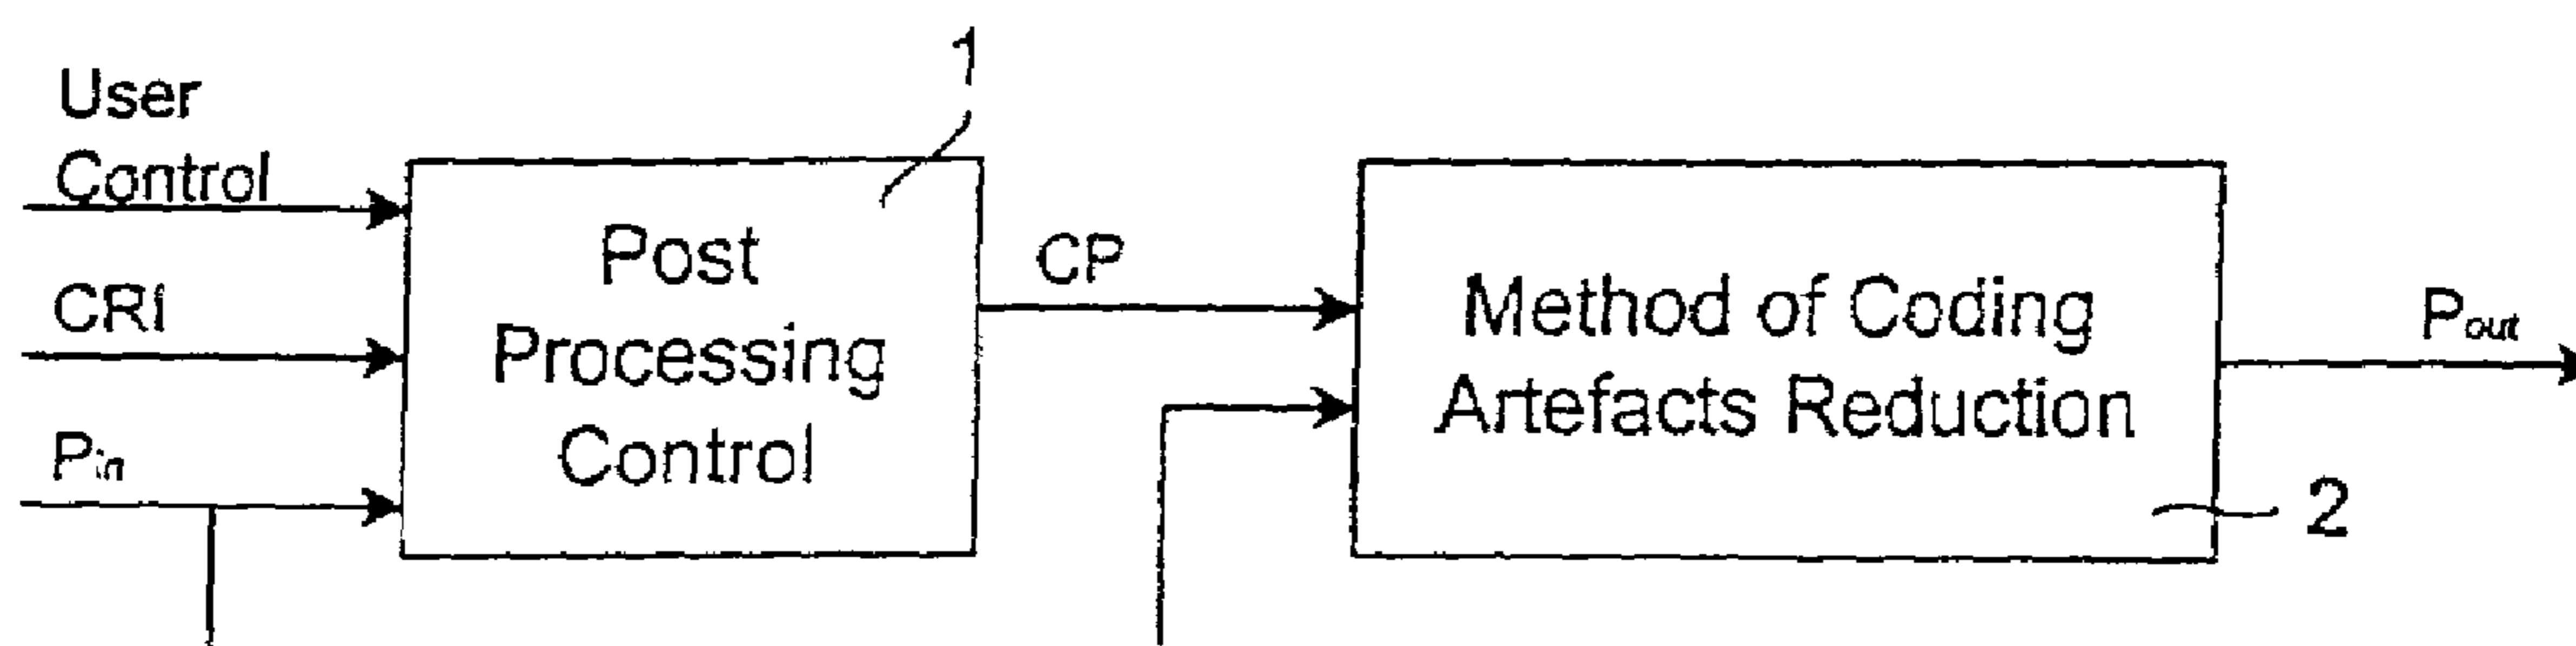 1
User
Control
CRI
Pin
Post
Processing
Control
CP
Method of Coding
Artefacts Reduction
2
Pout